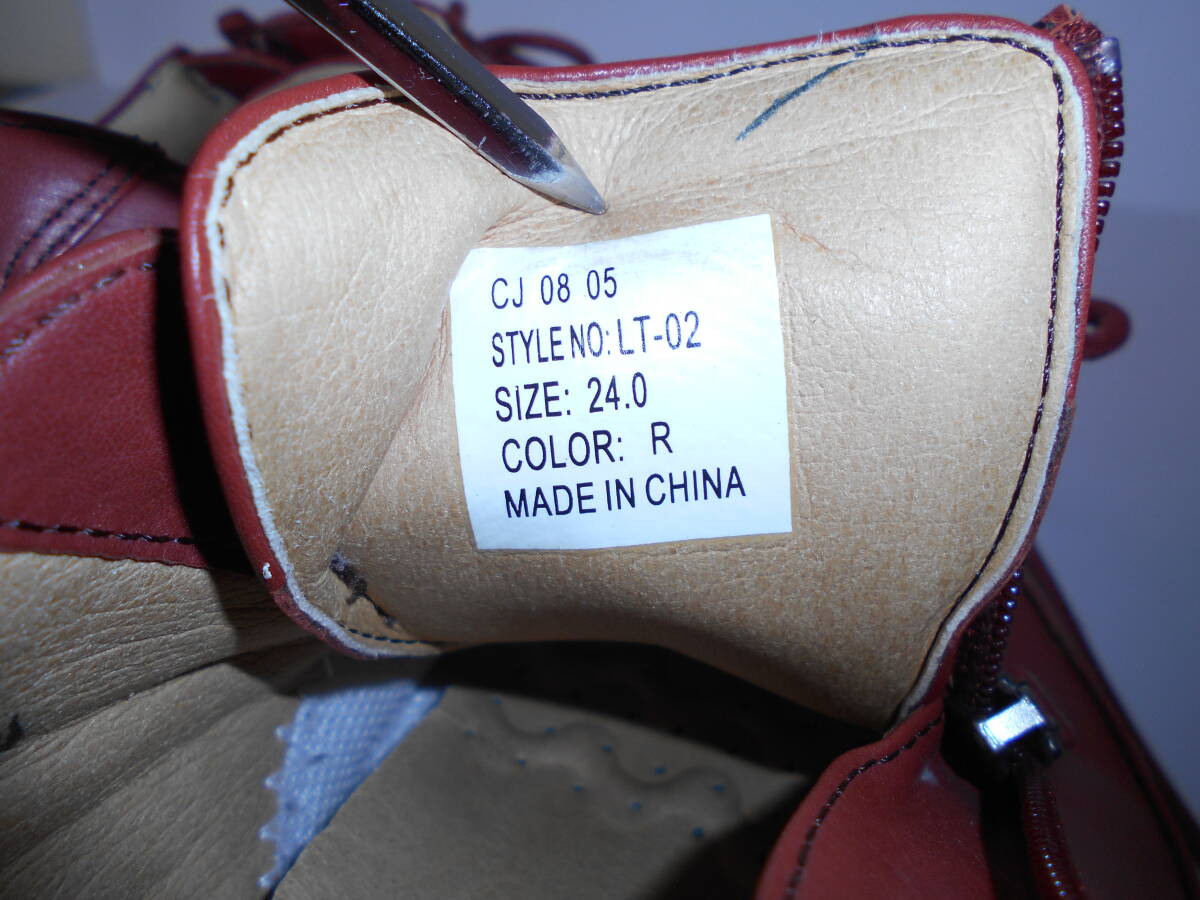 CJ 08 05
STYLE NO: LT-02
SIZE: 24.0
COLOR: R
MADE IN CHINA